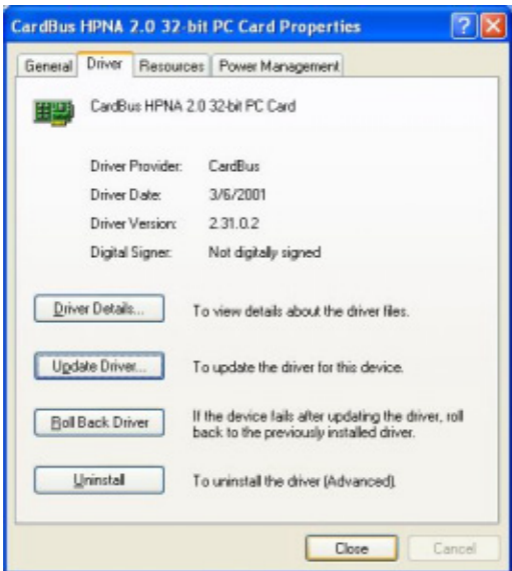 CardBus HPNA 2.0 32-bit PC Card Properties
General Driver Resources Power Management
CardBus HPNA 2.0 32-bit PC Card
Driver Provider: CardBus
Driver Date: 3/6/2001
Driver Version: 2.31.0.2
Digital Signer: Not digitally signed
Driver Details... To view details about the driver files.
Update Driver... To update the driver for this device.
Roll Back Driver If the device fails after updating the driver, roll
back to the previously installed driver.
Uninstall To uninstall the driver (Advanced).
Close Cancel